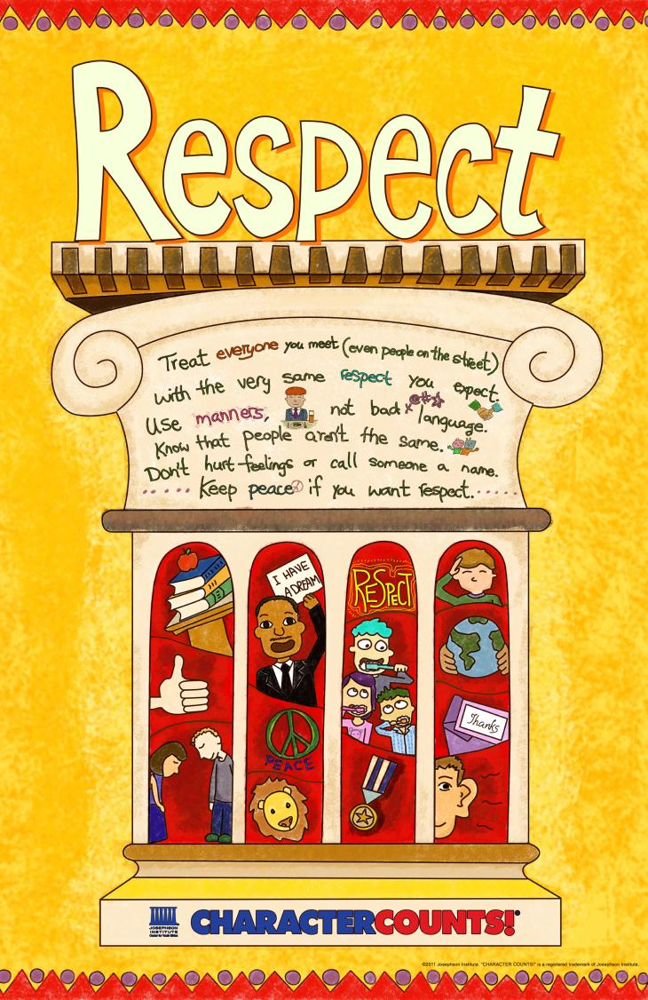 Respect
Treat everyone you meet (even people on the street)
with the very same respect you expect.
@#*%
Use manners, not bad language.
Know that people aren't the same.
Don't hurt feelings or call someone a name.
Keep peace if you want respect.
I HAVE
A DREAM
RESPECT
PEACE
Thanks
JOSEPHSON
INSTITUTE
Center for Youth Ethics
CHARACTER COUNTS!®
©2011 Josephson Institute. "CHARACTER COUNTS!" is a registered trademark of Josephson Institute.